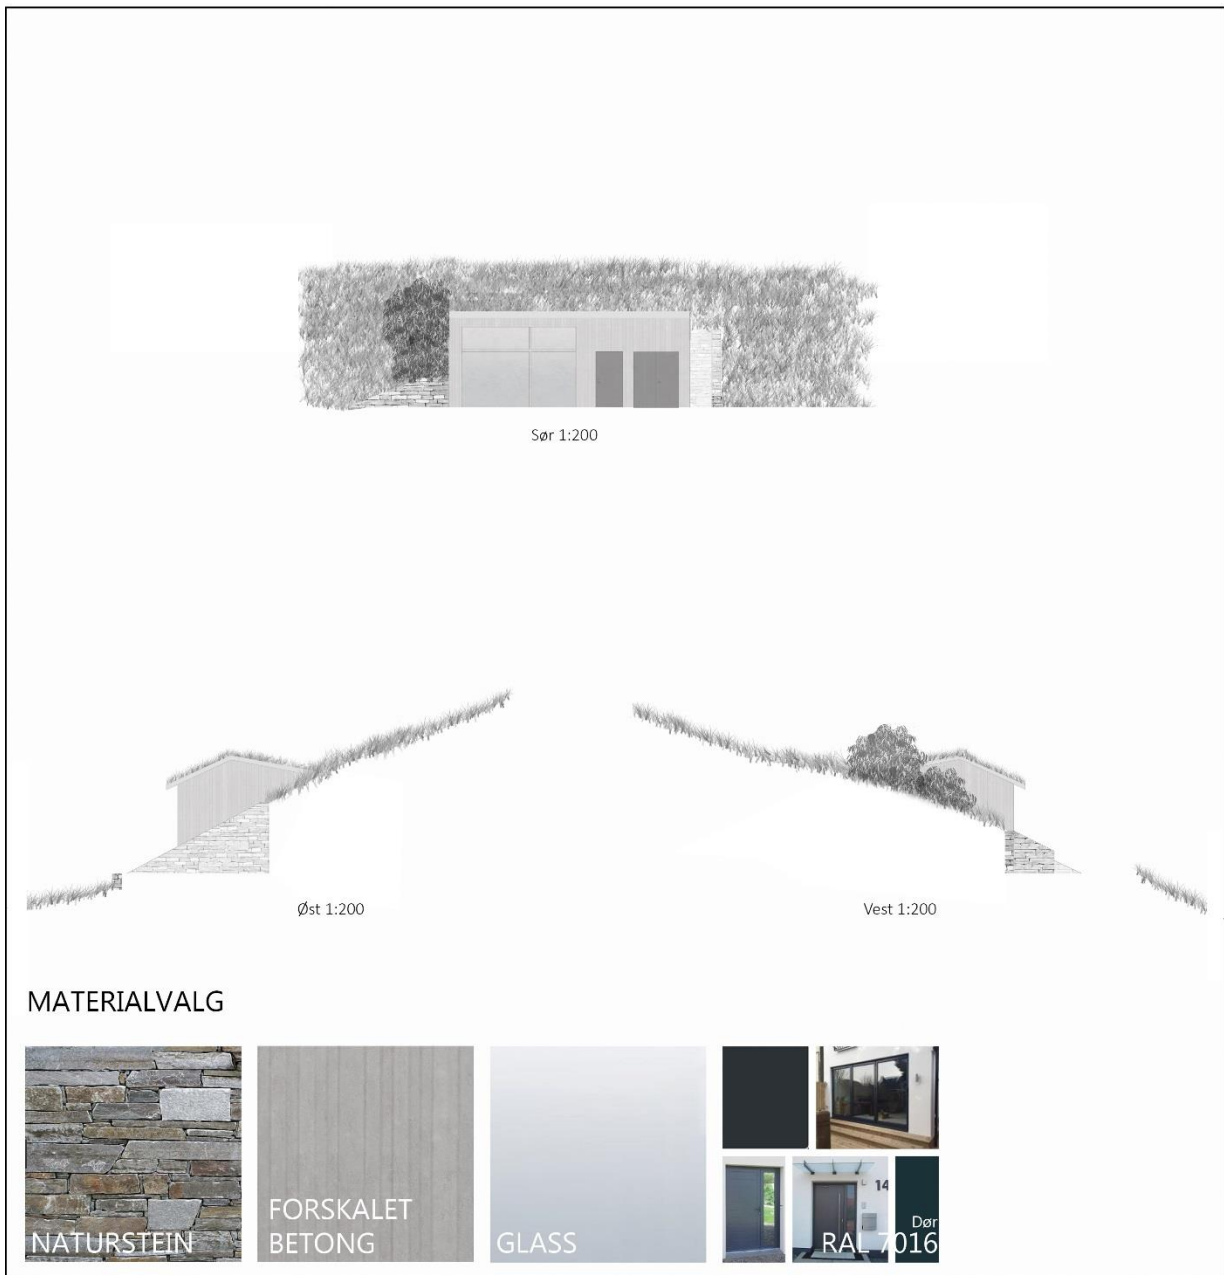 Sør 1:200
Øst 1:200
Vest 1:200
MATERIALVALG
NATURSTEIN
FORSKALET
BETONG
GLASS
14
Dør
RAL 7016